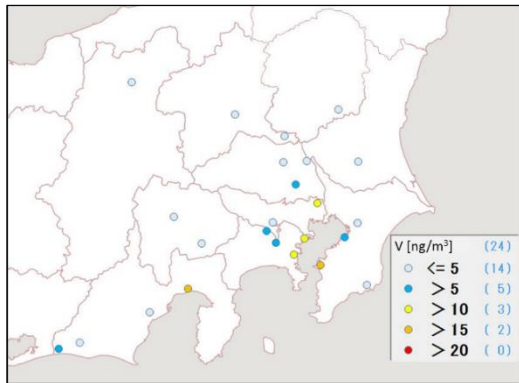 V [ng/m³] (24)
<= 5 (14)
> 5 (5)
> 10 (3)
> 15 (2)
> 20 (0)